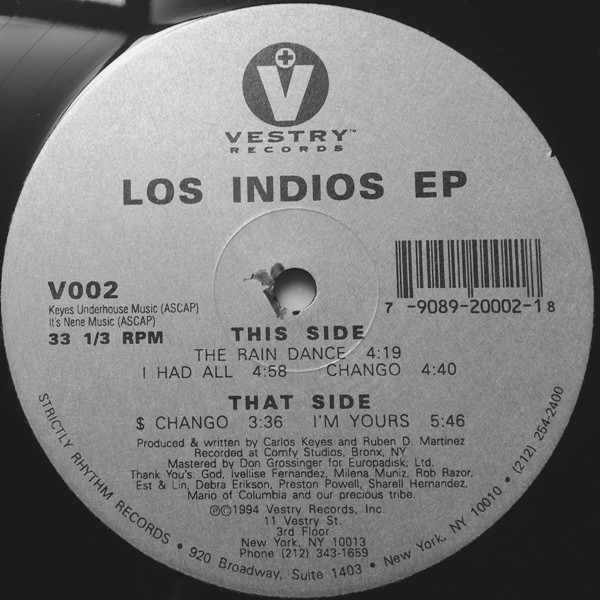 V
VESTRY™
RECORDS
LOS INDIOS EP
7 -9089-20002-1 8
V002
Keyes Underhouse Music (ASCAP)
It's Nene Music (ASCAP)
33 1/3 RPM
THIS SIDE
THE RAIN DANCE 4:19
I HAD ALL 4:58 CHANGO 4:40
THAT SIDE
$ CHANGO 3:36 I'M YOURS 5:46
Produced & written by Carlos Keyes and Ruben D. Martinez
Recorded at Comfy Studios, Bronx, NY
Mastered by Don Grossinger for Europadisk, Ltd.
Thank You's: God, Ivellise Fernandez, Milena Muniz, Rob Razor,
Est & Lin, Debra Erikson, Preston Powell, Sharell Hernandez,
Mario of Columbia and our precious tribe.
℗©1994 Vestry Records, Inc.
11 Vestry St.
3rd Floor
New York, NY 10013
Phone (212) 343-1659
STRICTLY RHYTHM RECORDS • 920 Broadway, Suite 1403 • New York, NY 10010 • (212) 254-2400